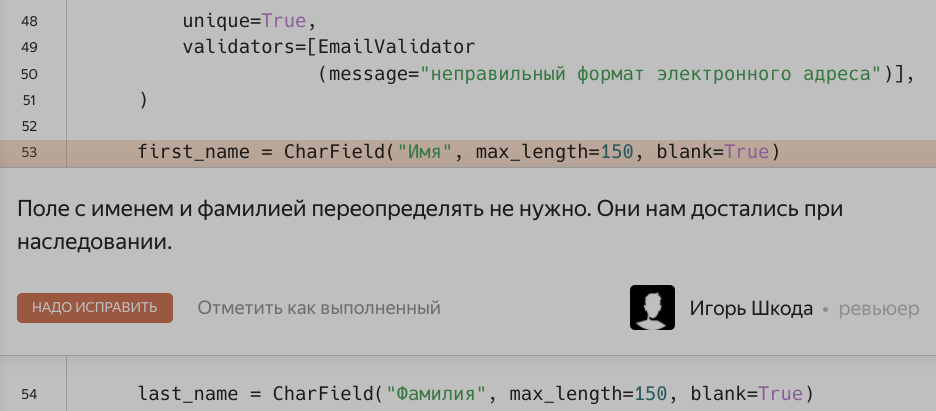 48 unique=True,
49 validators=[EmailValidator
50 (message="неправильный формат электронного адреса")],
51 )
52
53 first_name = CharField("Имя", max_length=150, blank=True)
Поле с именем и фамилией переопределять не нужно. Они нам достались при
наследовании.
НАДО ИСПРАВИТЬ Отметить как выполненный Игорь Шкода • ревьюер
54 last_name = CharField("Фамилия", max_length=150, blank=True)